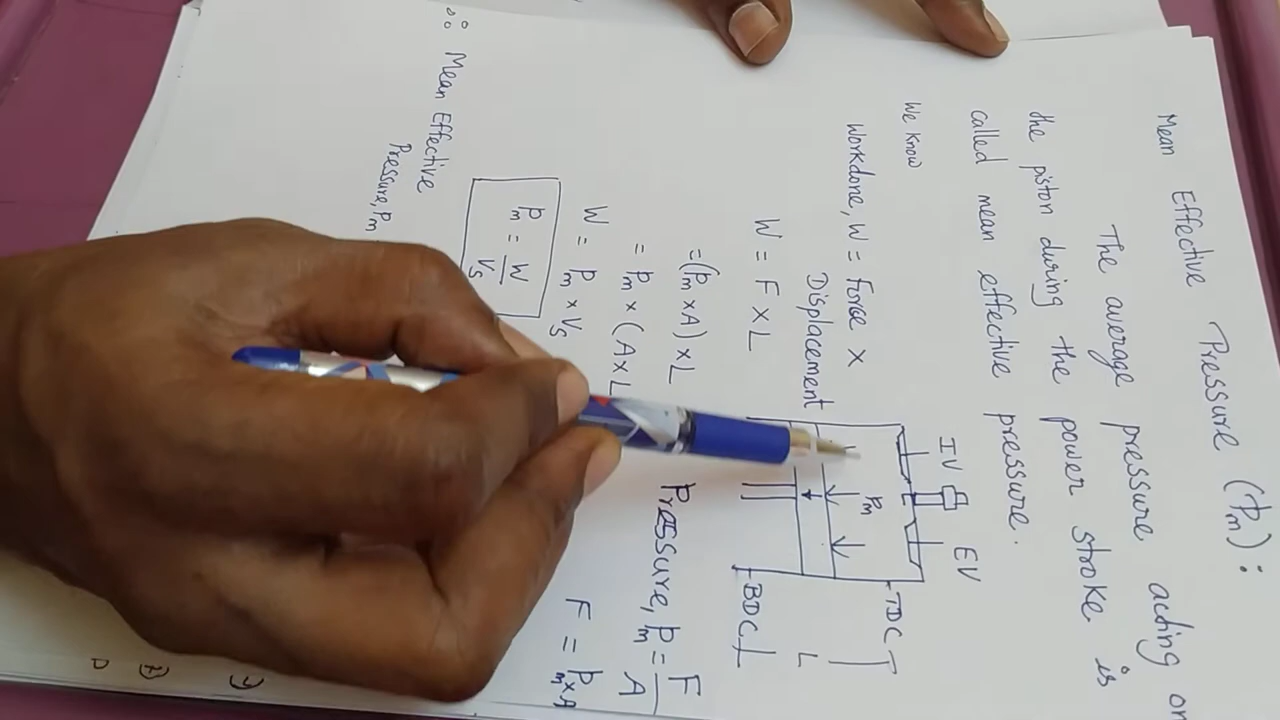 Mean Effective Pressure (Pm):
The average pressure acting on
the piston during the power stroke is
called mean effective pressure.
We know
Workdone, W = Force x
Displacement
W = F x L
= (Pm x A) x L
= Pm x (A x L
W = Pm x Vs
Pm = W
Vs
∴ Mean Effective
Pressure, Pm
IV EV
Pm
TDC
L
BDC
Pressure, Pm = F
A
F = Pm x A